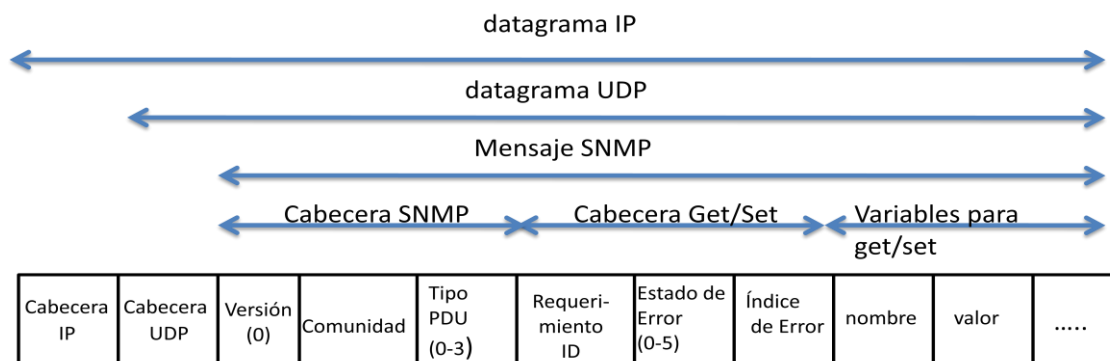 datagrama IP
datagrama UDP
Mensaje SNMP
Cabecera SNMP
Cabecera Get/Set
Variables para
get/set
Cabecera
IP
Cabecera
UDP
Versión
(0)
Comunidad
Tipo
PDU
(0-3)
Requeri-
miento
ID
Estado de
Error
(0-5)
Índice
de Error
nombre
valor
.....